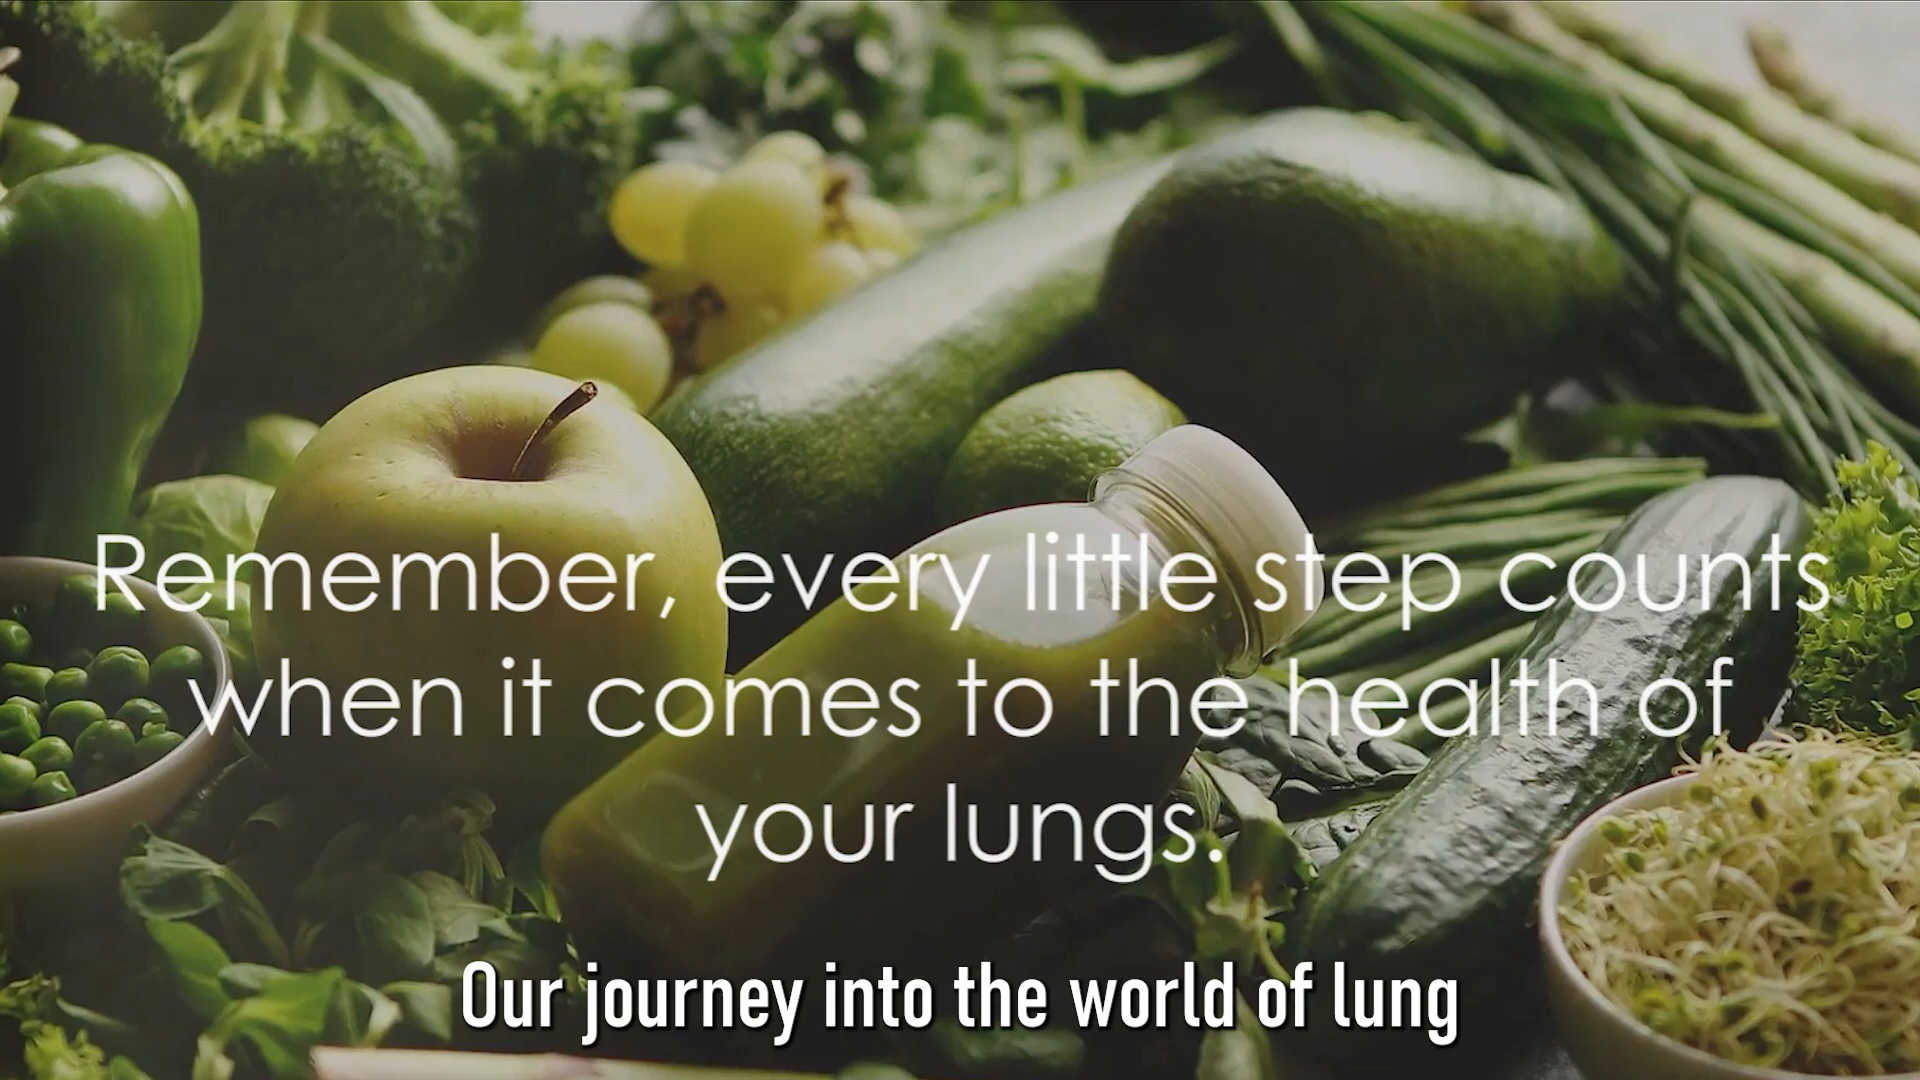 Remember, every little step counts
when it comes to the health of
your lungs.
Our journey into the world of lung